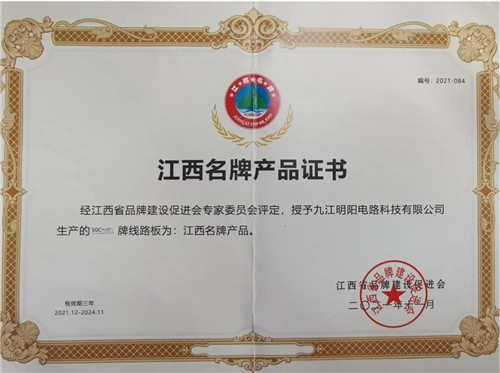 江西名牌
编号：2021-084
江西名牌产品证书
经江西省品牌建设促进会专家委员会评定，授予九江明阳电路科技有限公司
生产的 牌线路板为：江西名牌产品。
江西省品牌建设促进会
有效期三年
2021.12-2024.11